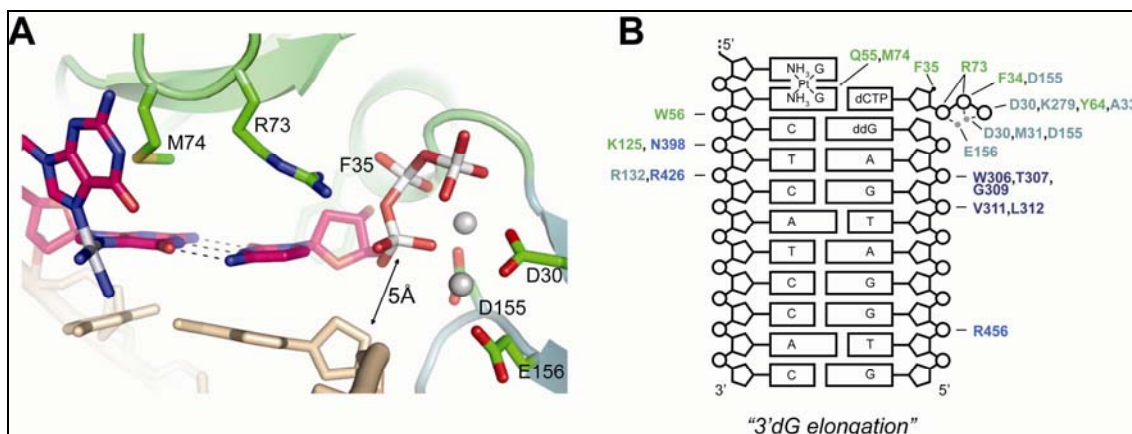 A
M74
R73
F35
5Å
D30
D155
E156
B
5'
NH3 G
Pt
NH3 G
dCTP
Q55,M74
F35
R73
F34,D155
D30,K279,Y64,A33
D30,M31,D155
E156
W56
C
ddG
K125, N398
T
A
R132,R426
W306,T307,
G309
C
G
V311,L312
A
T
T
A
C
G
C
G
R456
A
T
C
G
3'
5'
"3'dG elongation"